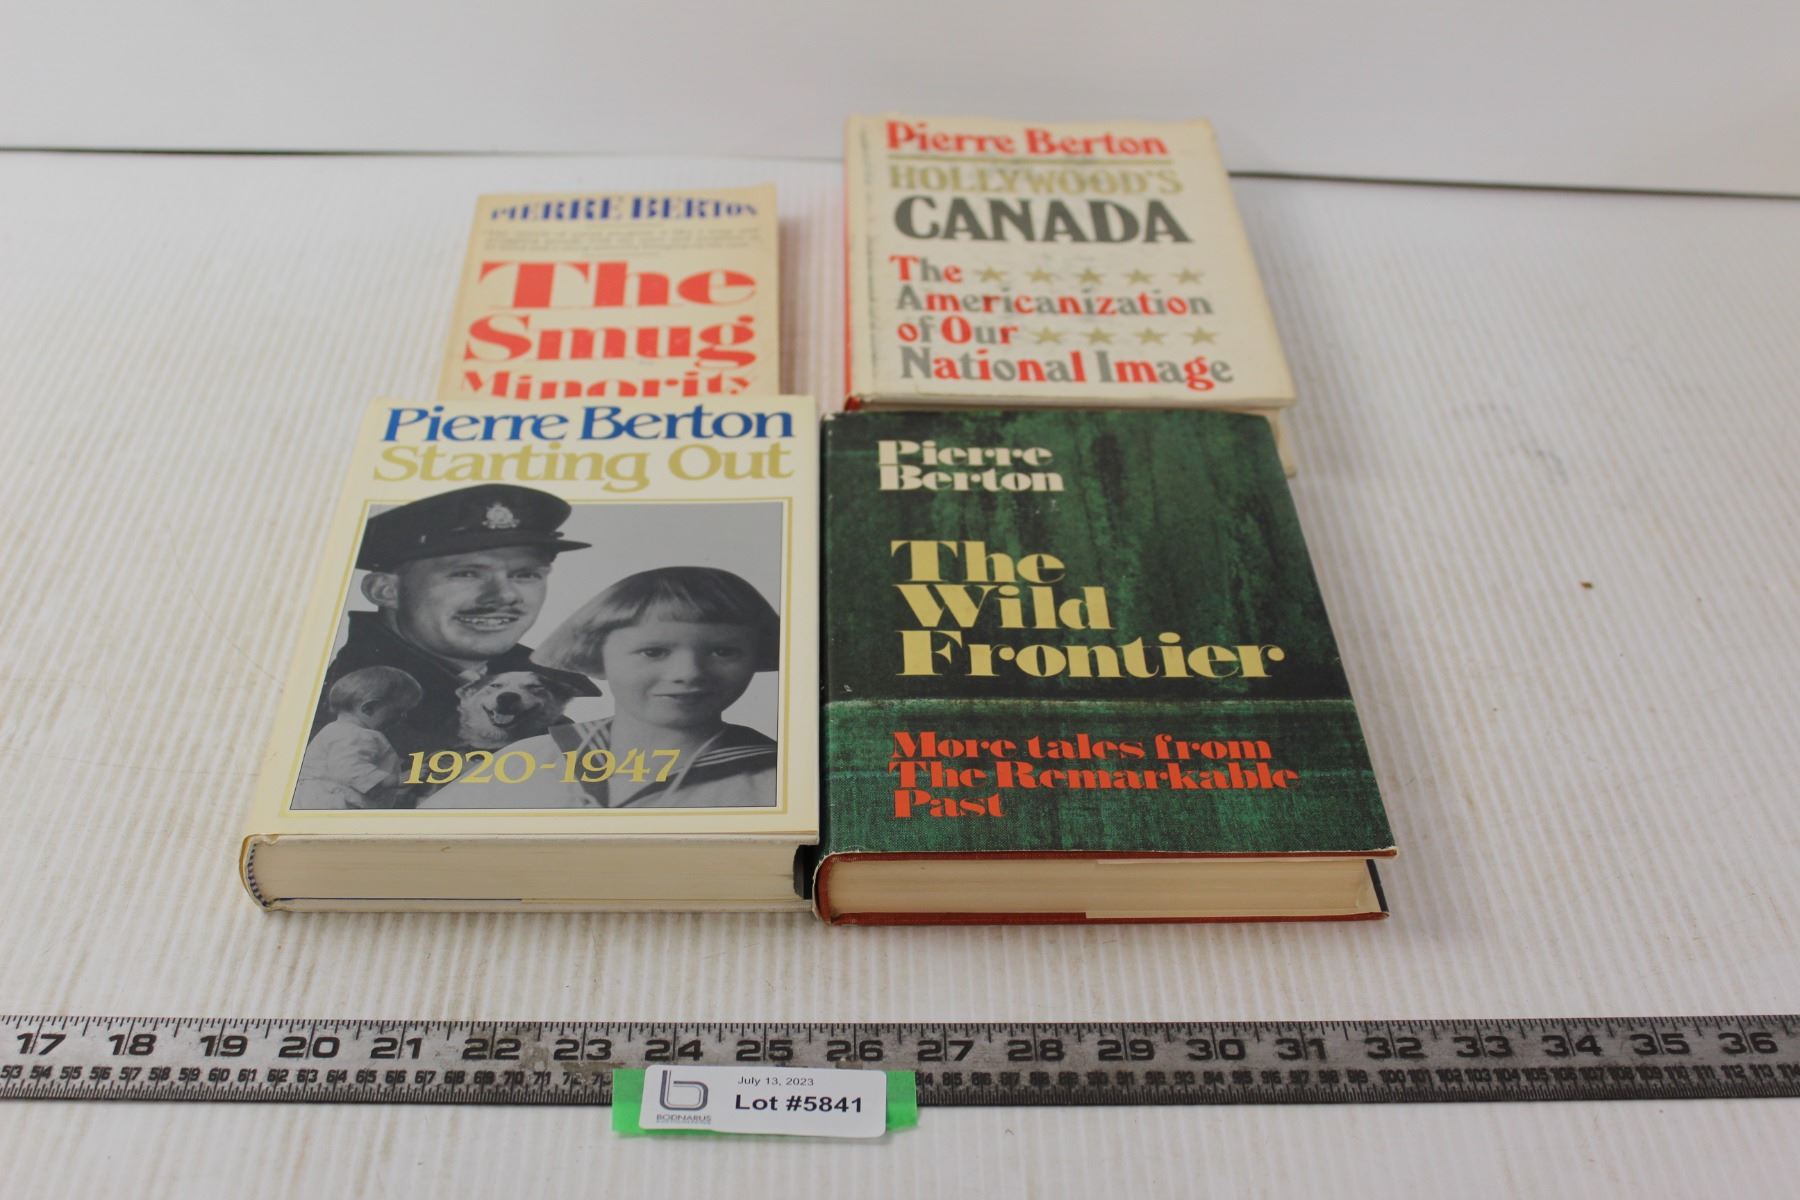 PIERRE BERTON
The
Smug
Minority
Pierre Berton
HOLLYWOOD'S
CANADA
The
Americanization
of Our
National Image
Pierre Berton
Starting Out
1920-1947
Pierre
Berton
The
Wild
Frontier
More tales from
The Remarkable
Past
17 18 19 20 21 22 23 24 25 26 27 28 29 30 31 32 33 34 35 36
July 13, 2023
Lot #5841
BODNARUS